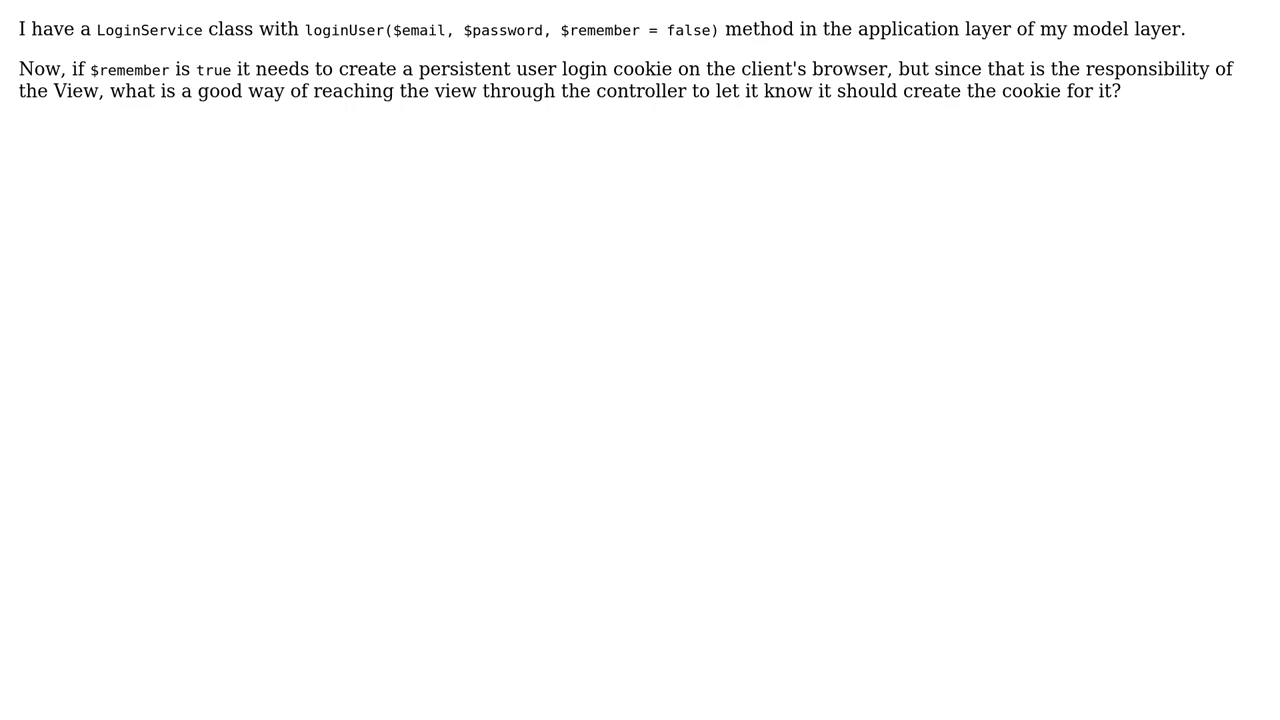 I have a LoginService class with loginUser($email, $password, $remember = false) method in the application layer of my model layer.
Now, if $remember is true it needs to create a persistent user login cookie on the client's browser, but since that is the responsibility of
the View, what is a good way of reaching the view through the controller to let it know it should create the cookie for it?